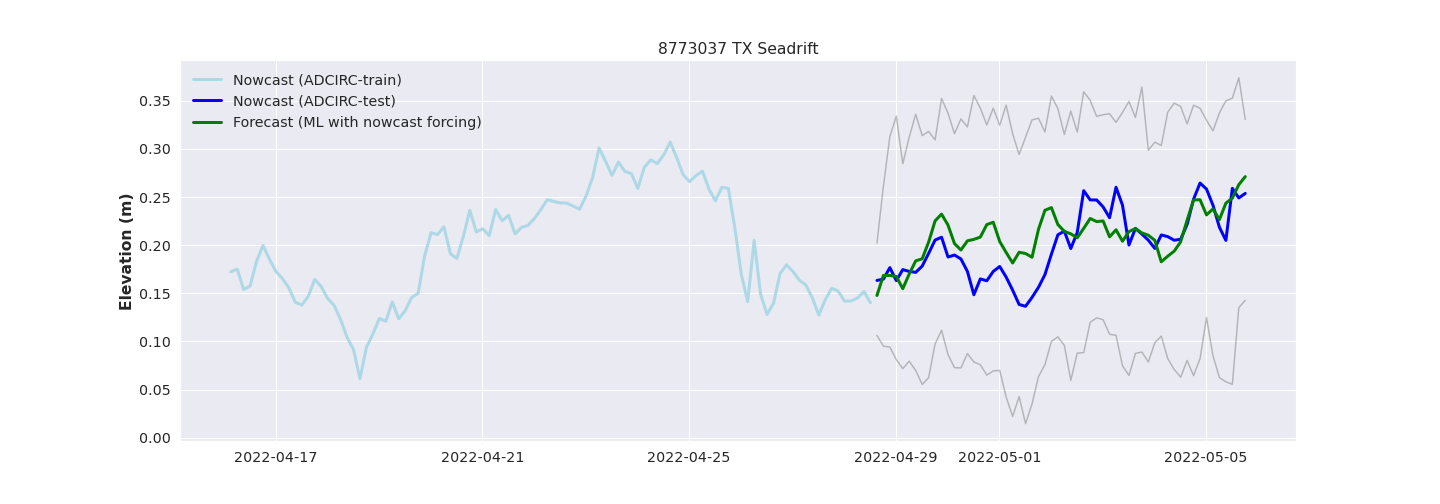 8773037 TX Seadrift
Nowcast (ADCIRC-train)
Nowcast (ADCIRC-test)
Forecast (ML with nowcast forcing)
Elevation (m)
0.35
0.30
0.25
0.20
0.15
0.10
0.05
0.00
2022-04-17 2022-04-21 2022-04-25 2022-04-29 2022-05-01 2022-05-05